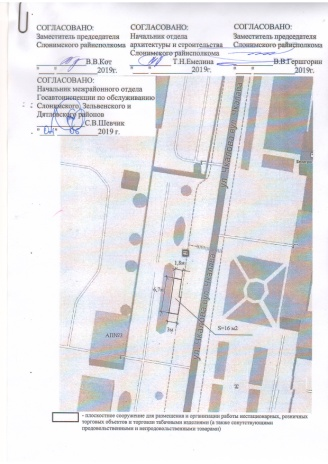 СОГЛАСОВАНО:
Заместитель председателя
Слонимского райисполкома
В.В.Кот
2019г.
СОГЛАСОВАНО:
Начальник отдела
архитектуры и строительства
Слонимского райисполкома
Т.Н.Емелина
2019г.
СОГЛАСОВАНО:
Заместитель председателя
Слонимского райисполкома
В.В.Гершгорин
2019г.
СОГЛАСОВАНО:
Начальник межрайонного отдела
Госавтоинспекции по обслуживанию
Слонимского, Зельвенского и
Дятловского районов
С.В.Шевчик
2019 г.
1,8м
6,7м
3м
S=16 м2
- плоскостное сооружение для размещения и организации работы нестационарных, розничных
торговых объектов и торговли табачными изделиями (а также сопутствующими
продовольственными и непродовольственными товарами)